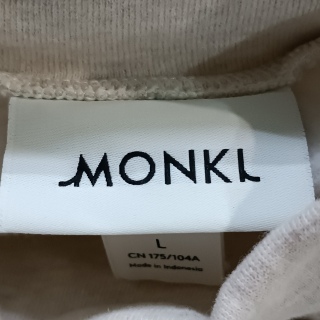 MONKI
L
CN 175/104A
Made in Indonesia